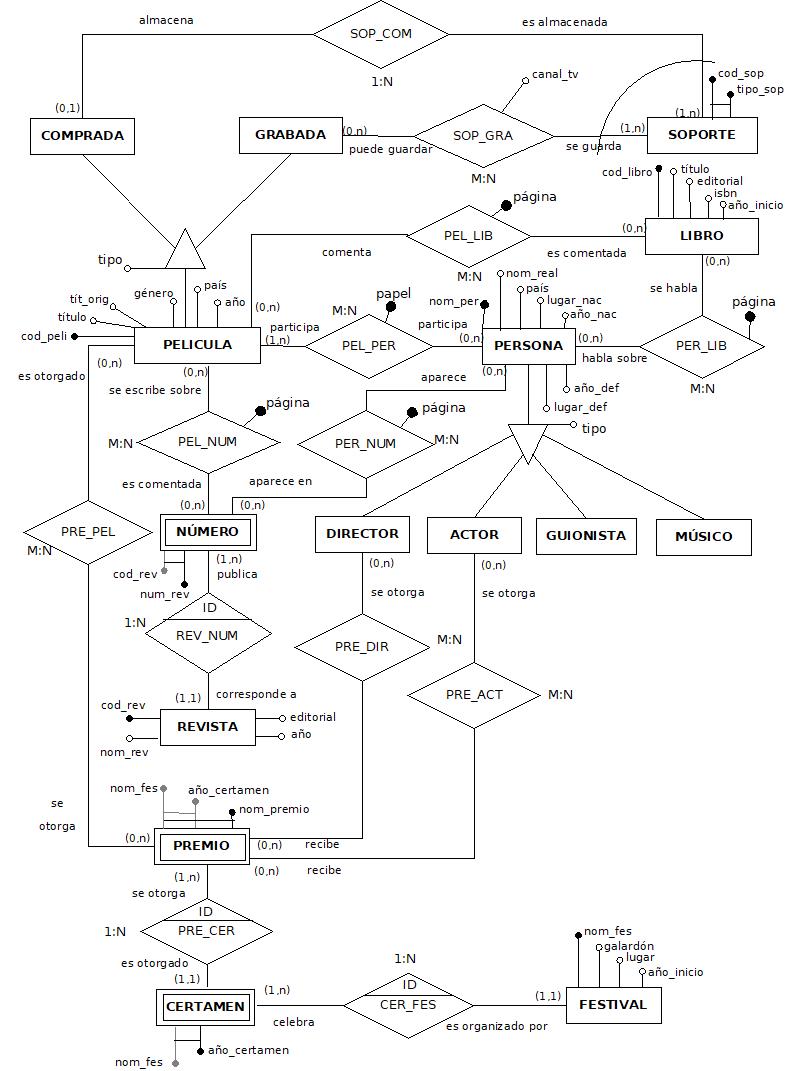 almacena
SOP_COM
es almacenada
1:N
(0,1)
canal_tv
cod_sop
tipo_sop
COMPRADA
GRABADA
(0,n)
puede guardar
SOP_GRA
se guarda
(1,n)
(1,n)
SOPORTE
M:N
cod_libro
título
editorial
isbn
año_inicio
página
tipo
comenta
PEL_LIB
es comentada
(0,n)
LIBRO
M:N
(0,n)
se habla
nom_real
país
lugar_nac
año_nac
género
país
año
tít_orig
título
cod_peli
(0,n)
papel
nom_per
página
M:N
PELICULA
participa
(1,n)
PEL_PER
participa
(0,n)
PERSONA
(0,n)
habla sobre
PER_LIB
M:N
es otorgado
(0,n)
(0,n)
se escribe sobre
aparece
(0,n)
año_def
lugar_def
tipo
página
página
M:N
PEL_NUM
PER_NUM
M:N
es comentada
aparece en
(0,n)
(0,n)
PRE_PEL
M:N
NÚMERO
DIRECTOR
ACTOR
GUIONISTA
MÚSICO
cod_rev
num_rev
(1,n)
publica
(0,n)
se otorga
(0,n)
se otorga
1:N
ID
REV_NUM
PRE_DIR
M:N
PRE_ACT
M:N
(1,1)
corresponde a
cod_rev
nom_rev
REVISTA
editorial
año
nom_fes
año_certamen
nom_premio
se
otorga
(0,n)
PREMIO
(0,n)
recibe
(0,n)
recibe
(1,n)
se otorga
1:N
ID
PRE_CER
es otorgado
(1,1)
CERTAMEN
(1,n)
celebra
1:N
ID
CER_FES
es organizado por
(1,1)
FESTIVAL
nom_fes
galardón
lugar
año_inicio
año_certamen
nom_fes